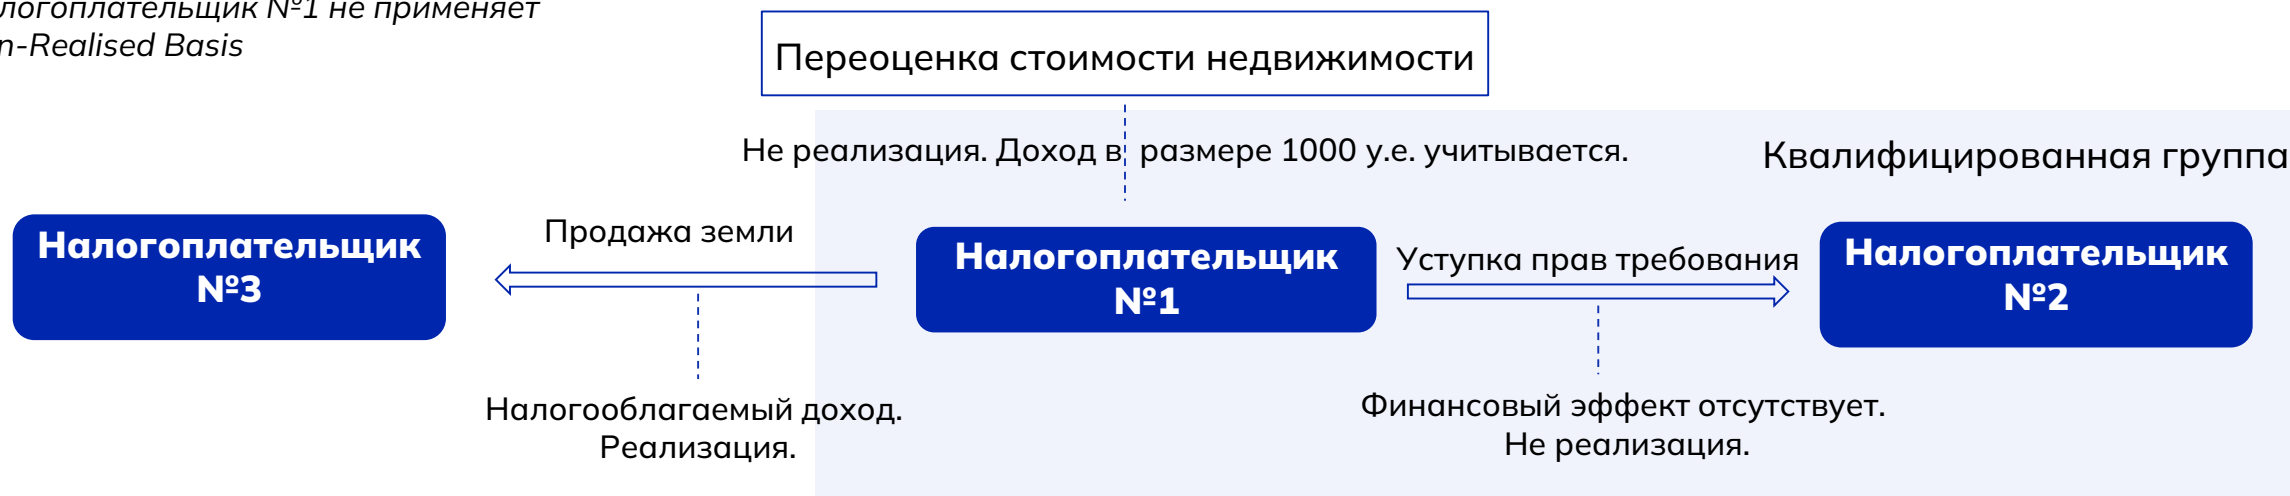 логоплательщик №1 не применяет
n-Realised Basis
Переоценка стоимости недвижимости
Не реализация. Доход в размере 1000 у.е. учитывается.
Квалифицированная группа
Налогоплательщик
№3
Продажа земли
Налогоплательщик
№1
Уступка прав требования
Налогоплательщик
№2
Налогооблагаемый доход.
Реализация.
Финансовый эффект отсутствует.
Не реализация.